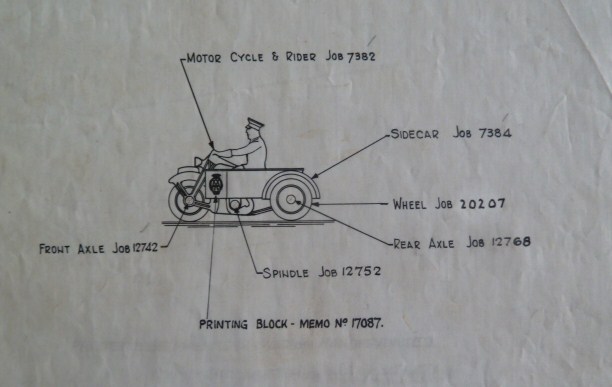 MOTOR CYCLE & RIDER JOB 7382
SIDECAR JOB 7384
WHEEL JOB 20207
FRONT AXLE JOB 12742
REAR AXLE JOB 12768
SPINDLE JOB 12752
PRINTING BLOCK - MEMO Nº 17087.